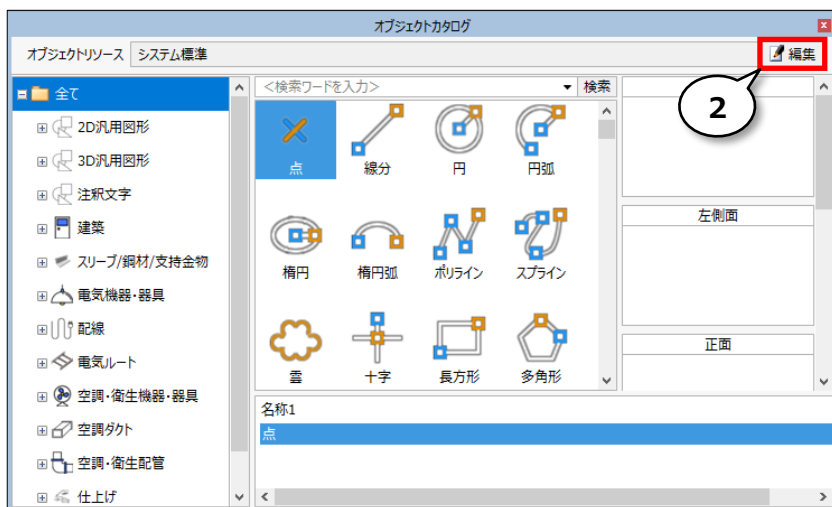 オブジェクトカタログ
オブジェクトリソース システム標準
編集
2
全て
2D汎用図形
3D汎用図形
注釈文字
建築
スリーブ/鋼材/支持金物
電気機器・器具
配線
電気ルート
空調・衛生機器・器具
空調ダクト
空調・衛生配管
仕上げ
<検索ワードを入力> 検索
点 線分 円 円弧
楕円 楕円弧 ポリライン スプライン
雲 十字 長方形 多角形
名称1
点
左側面
正面